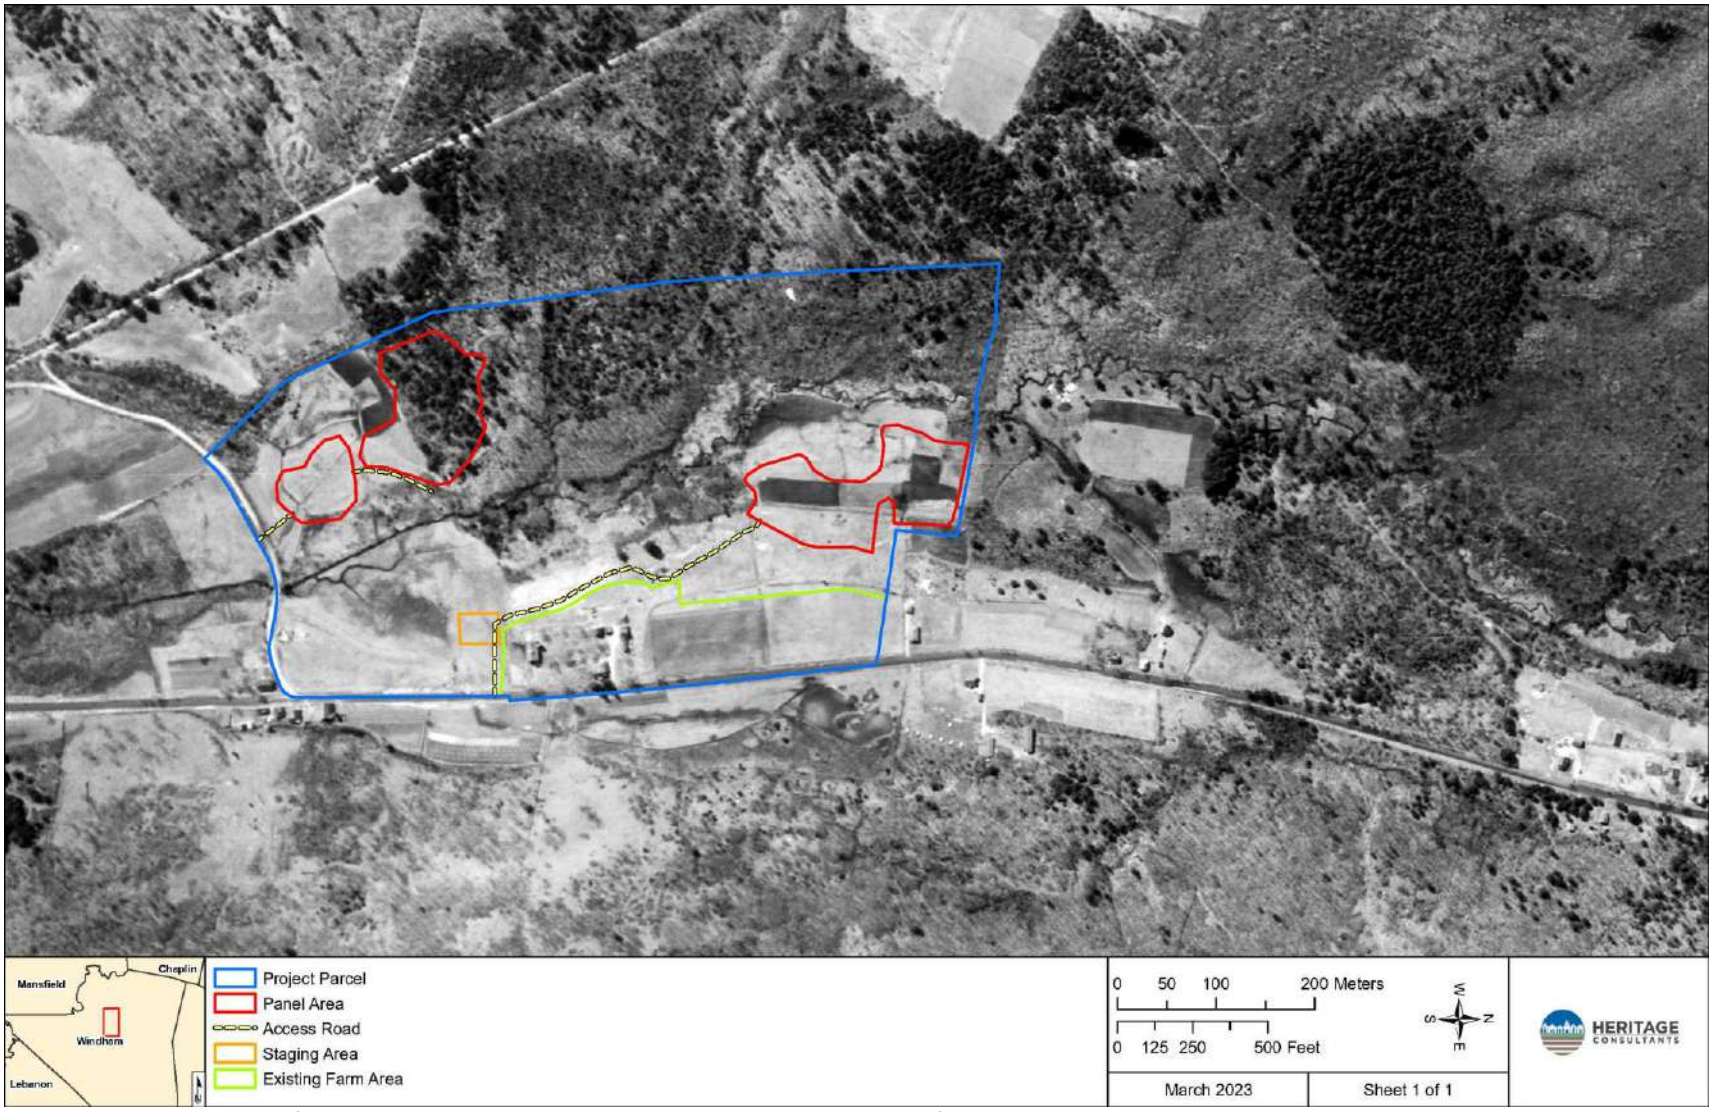 Mansfield
Chaplin
Windham
Lebanon
N
Project Parcel
Panel Area
Access Road
Staging Area
Existing Farm Area
0 50 100 200 Meters
0 125 250 500 Feet
W
S N
E
March 2023
Sheet 1 of 1
HERITAGE
CONSULTANTS